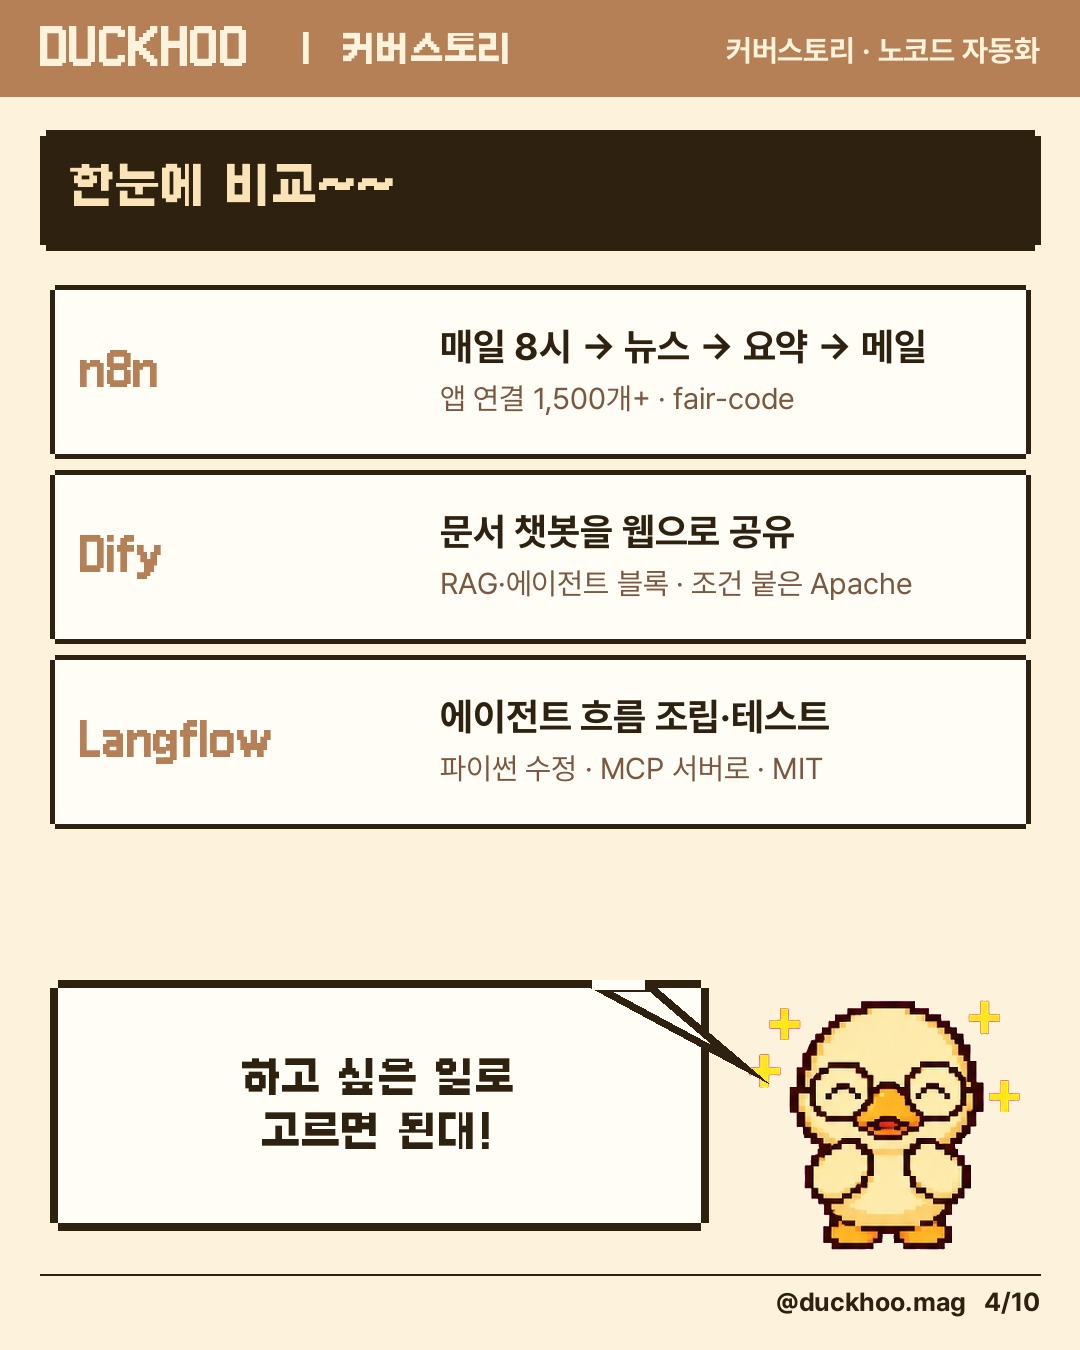 DUCKHOO | 커버스토리
커버스토리 · 노코드 자동화
한눈에 비교~~
n8n
매일 8시 → 뉴스 → 요약 → 메일
앱 연결 1,500개+ · fair-code
Dify
문서 챗봇을 웹으로 공유
RAG·에이전트 블록 · 조건 붙은 Apache
Langflow
에이전트 흐름 조립·테스트
파이썬 수정 · MCP 서버로 · MIT
하고 싶은 일로
고르면 된대!
@duckhoo.mag 4/10